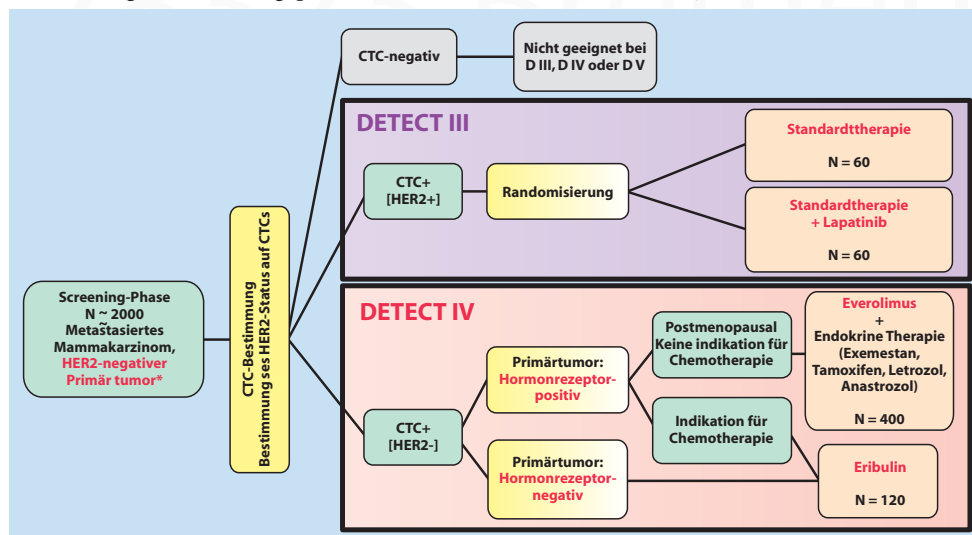 CTC-negativ
Nicht geeignet bei
D III, D IV oder D V
DETECT III
CTC+
[HER2+]
Randomisierung
Standardttherapie
N = 60
Standardtherapie
+ Lapatinib
N = 60
Screening-Phase
N ~ 2000
Metastasiertes
Mammakarzinom,
HER2-negativer
Primär tumor*
CTC-Bestimmung
Bestimmung ses HER2-Status auf CTCs
DETECT IV
CTC+
[HER2-]
Primärtumor:
Hormonrezeptor-
positiv
Primärtumor:
Hormonrezeptor-
negativ
Postmenopausal
Keine indikation für
Chemotherapie
Indikation für
Chemotherapie
Everolimus
+
Endokrine Therapie
(Exemestan,
Tamoxifen, Letrozol,
Anastrozol)
N = 400
Eribulin
N = 120